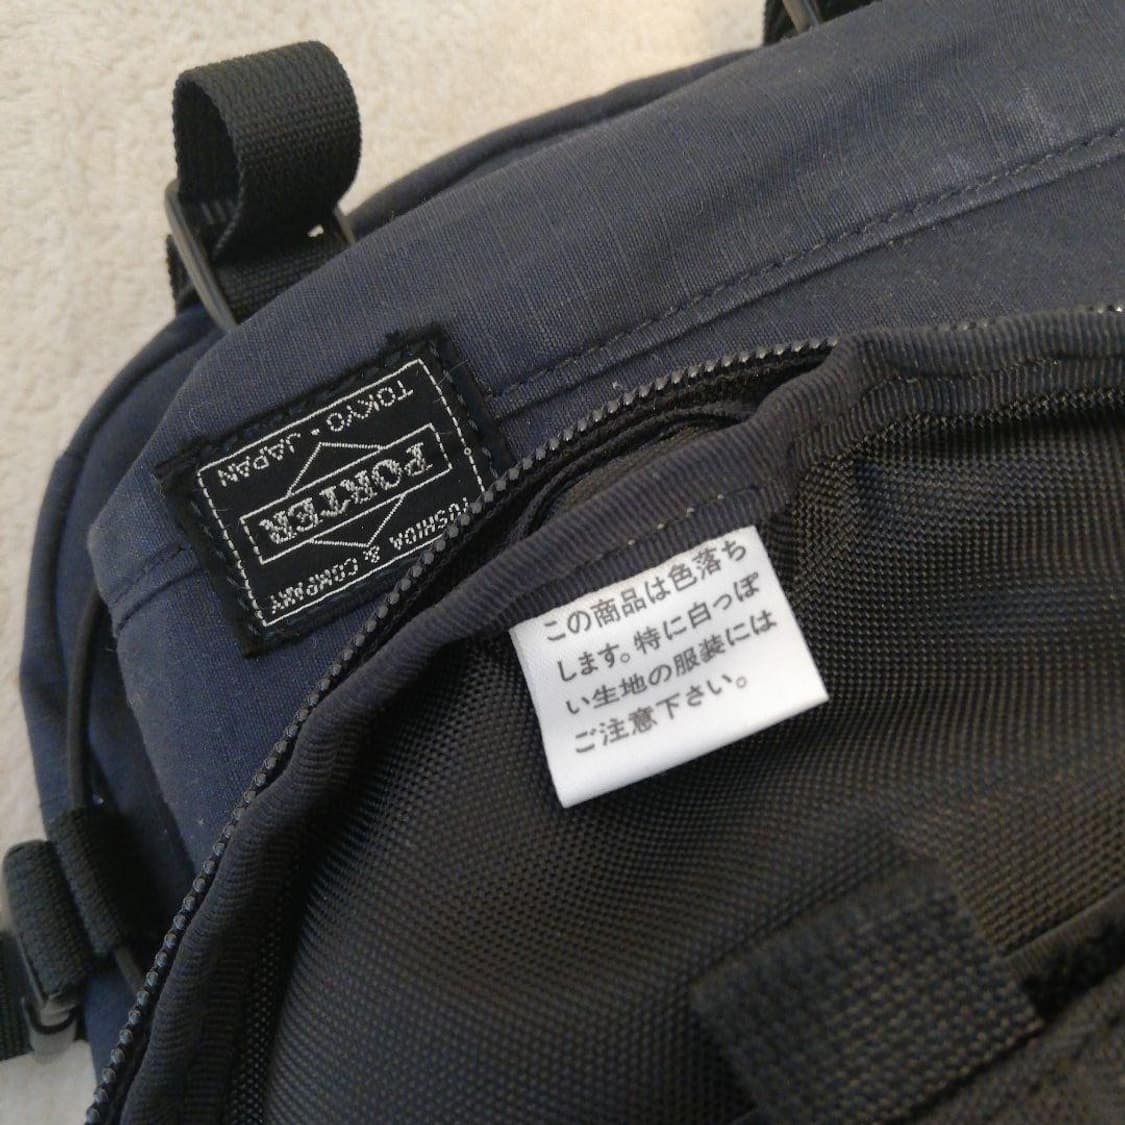 YOSHIDA & COMPANY
PORTER
TOKYO・JAPAN
この商品は色落ち
します。特に白っぽ
い生地の服装には
ご注意下さい。